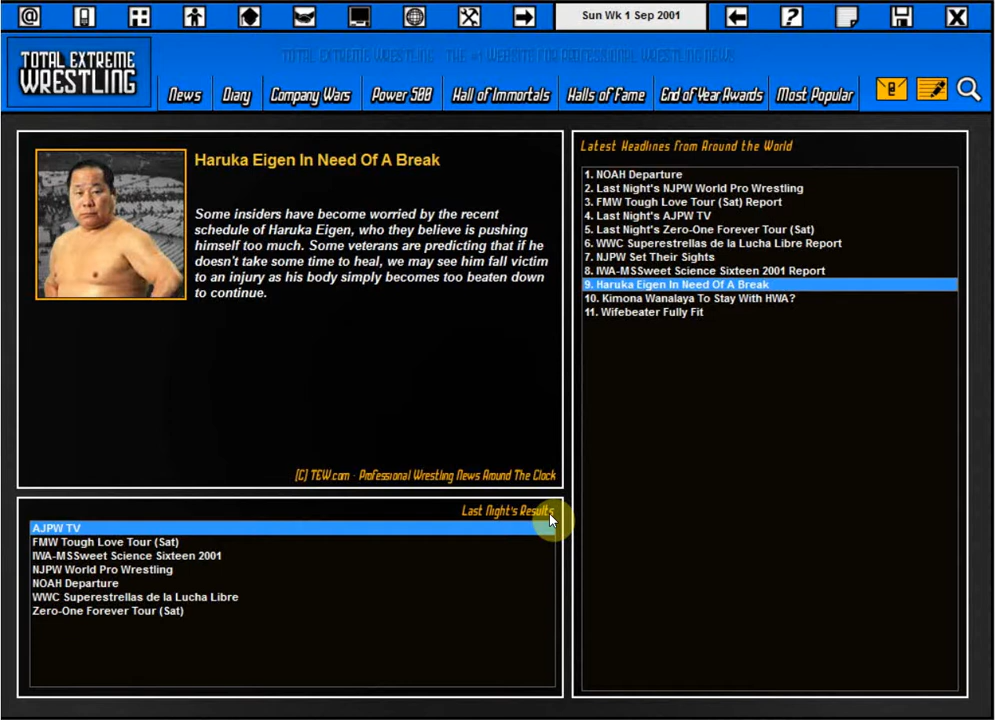 Sun Wk 1 Sep 2001
TOTAL EXTREME
WRESTLING
TOTAL EXTREME WRESTLING - THE #1 WEBSITE FOR PROFESSIONAL WRESTLING NEWS
News
Diary
Company Wars
Power 500
Hall of Immortals
Halls of Fame
End of Year Awards
Most Popular
Haruka Eigen In Need Of A Break
Some insiders have become worried by the recent
schedule of Haruka Eigen, who they believe is pushing
himself too much. Some veterans are predicting that if he
doesn't take some time to heal, we may see him fall victim
to an injury as his body simply becomes too beaten down
to continue.
(C) TEW.com - Professional Wrestling News Around The Clock
Last Night's Results
AJPW TV
FMW Tough Love Tour (Sat)
IWA-MSSweet Science Sixteen 2001
NJPW World Pro Wrestling
NOAH Departure
WWC Superestrellas de la Lucha Libre
Zero-One Forever Tour (Sat)
Latest Headlines from Around the World
1. NOAH Departure
2. Last Night's NJPW World Pro Wrestling
3. FMW Tough Love Tour (Sat) Report
4. Last Night's AJPW TV
5. Last Night's Zero-One Forever Tour (Sat)
6. WWC Superestrellas de la Lucha Libre Report
7. NJPW Set Their Sights
8. IWA-MSSweet Science Sixteen 2001 Report
9. Haruka Eigen In Need Of A Break
10. Kimona Wanalaya To Stay With HWA?
11. Wifebeater Fully Fit